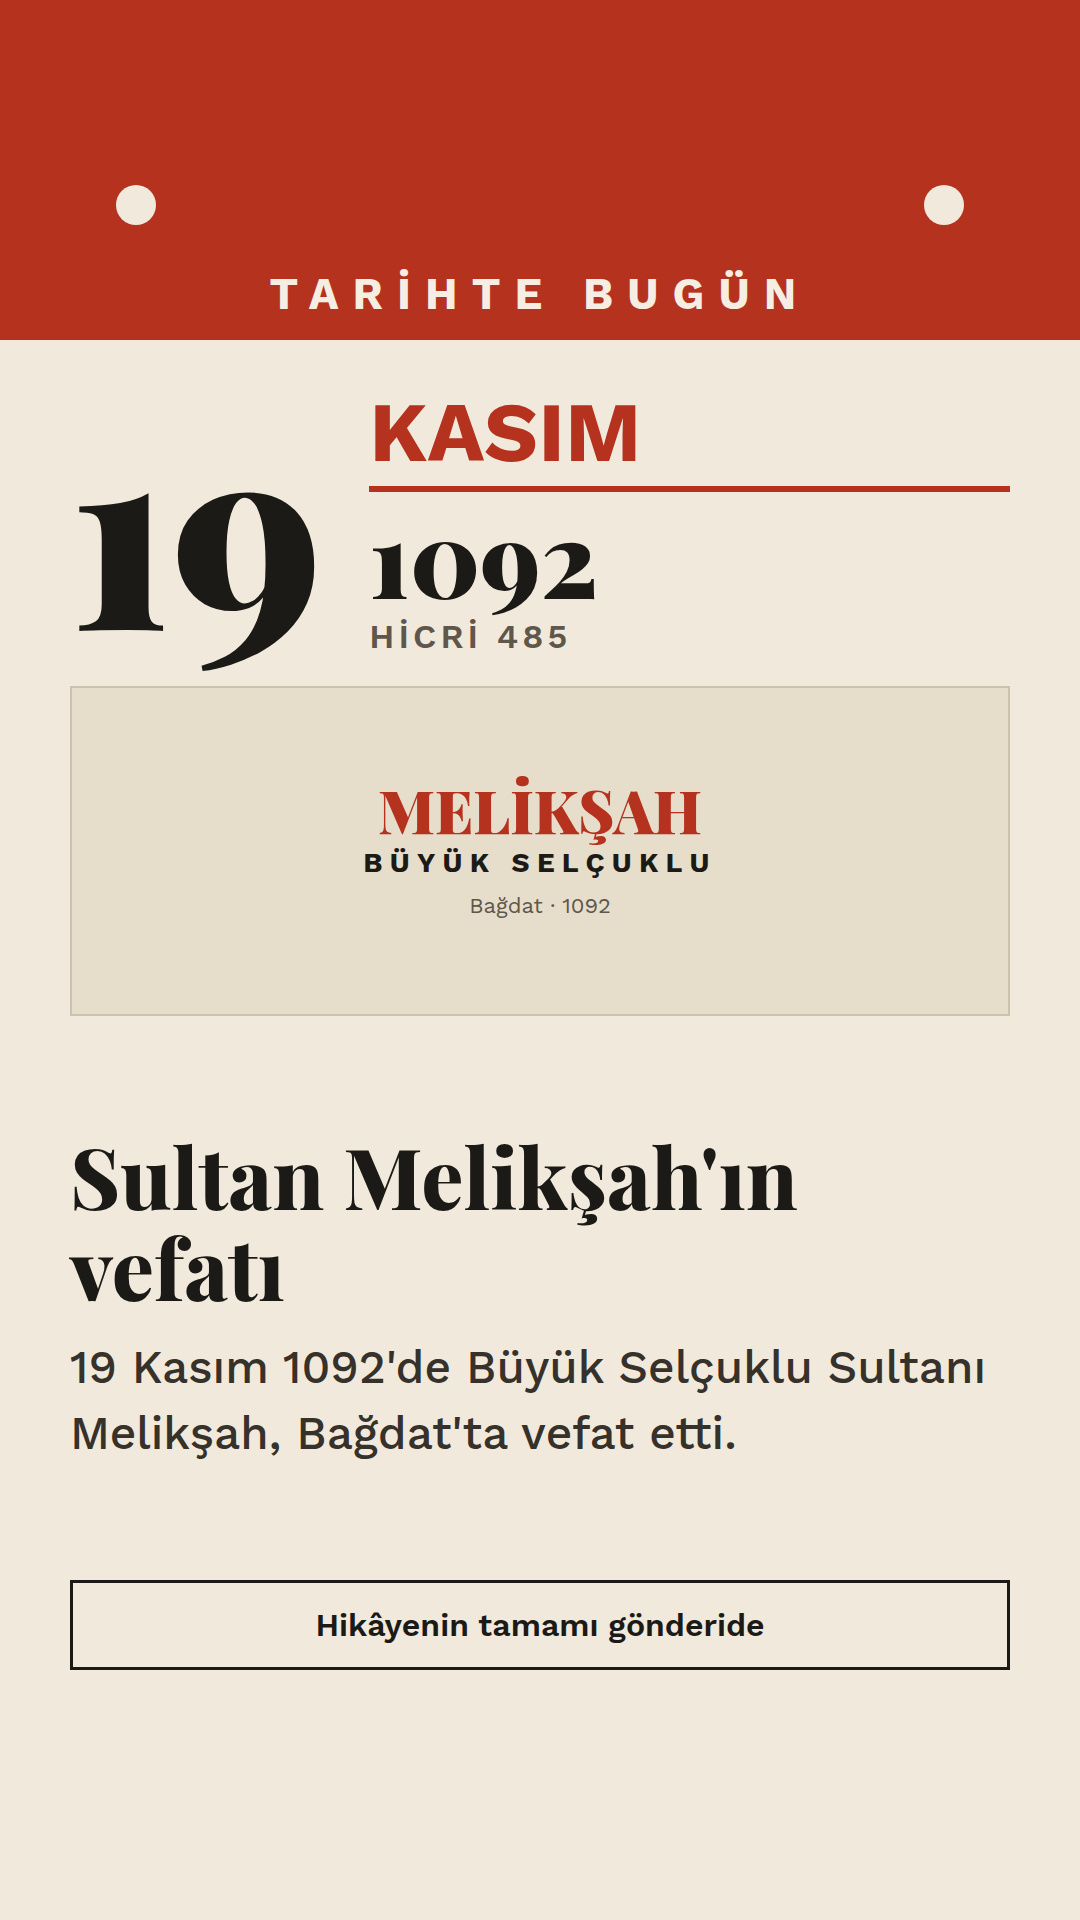 TARİHTE BUGÜN
19
KASIM
1092
HİCRİ 485
MELİKŞAH
BÜYÜK SELÇUKLU
Bağdat · 1092
Sultan Melikşah'ın
vefatı
19 Kasım 1092'de Büyük Selçuklu Sultanı
Melikşah, Bağdat'ta vefat etti.
Hikâyenin tamamı gönderide